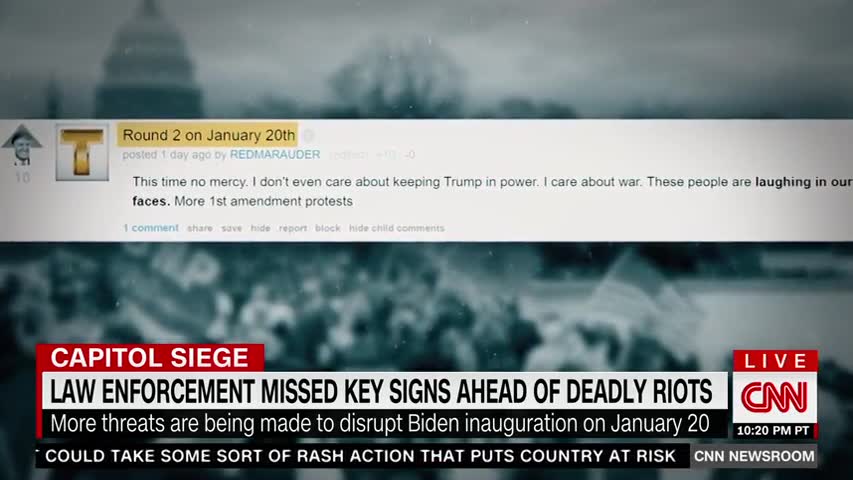 Round 2 on January 20th
posted 1 day ago by REDMARAUDER +10 -0
10
This time no mercy. I don't even care about keeping Trump in power. I care about war. These people are laughing in our
faces. More 1st amendment protests
1 comment share save hide report block hide child comments
CAPITOL SIEGE
LAW ENFORCEMENT MISSED KEY SIGNS AHEAD OF DEADLY RIOTS
More threats are being made to disrupt Biden inauguration on January 20
LIVE
CNN
10:20 PM PT
T COULD TAKE SOME SORT OF RASH ACTION THAT PUTS COUNTRY AT RISK
CNN NEWSROOM